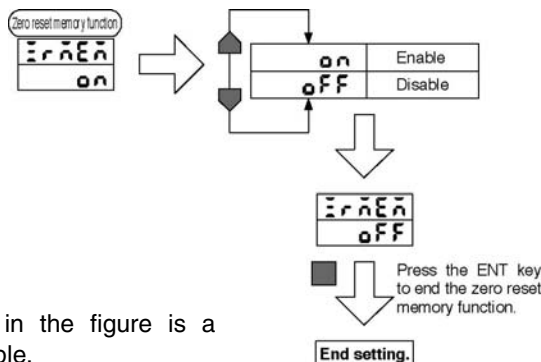 Zero reset memory function
on
on Enable
oFF Disable
oFF
Press the ENT key
to end the zero reset
memory function.
in the figure is a
ple.
End setting.